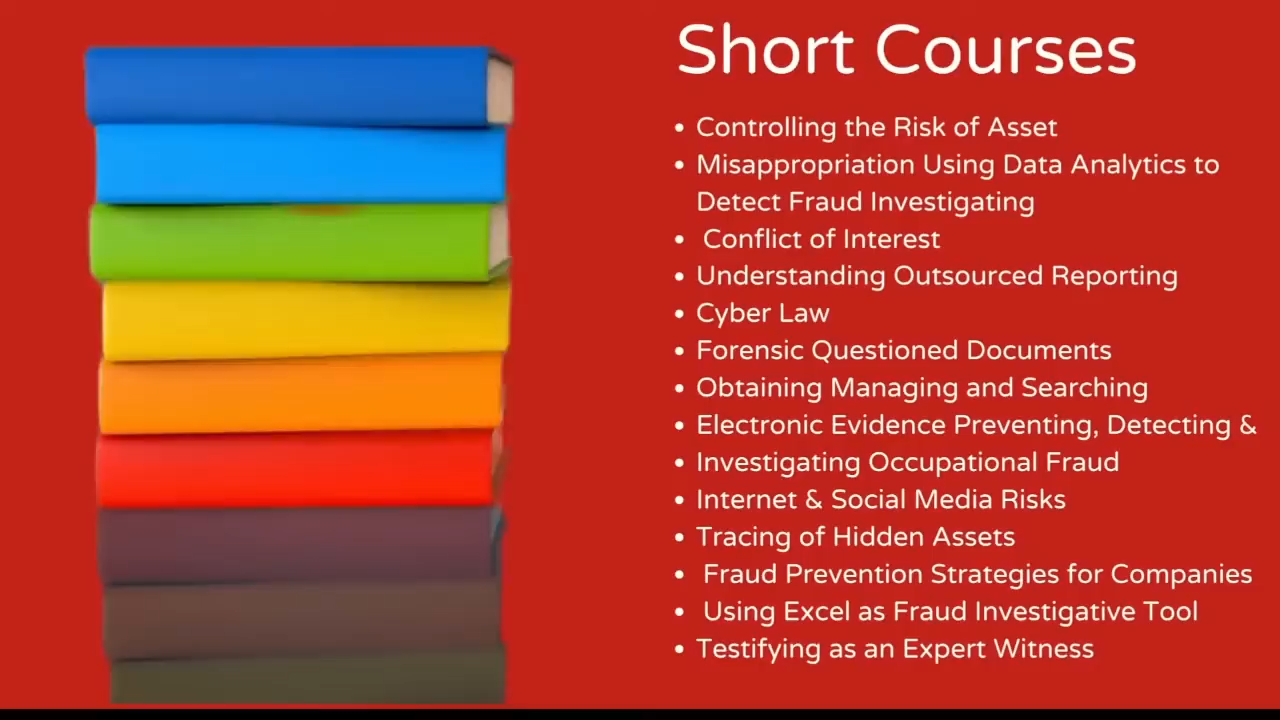 Short Courses
• Controlling the Risk of Asset
• Misappropriation Using Data Analytics to
Detect Fraud Investigating
• Conflict of Interest
• Understanding Outsourced Reporting
• Cyber Law
• Forensic Questioned Documents
• Obtaining Managing and Searching
• Electronic Evidence Preventing, Detecting &
• Investigating Occupational Fraud
• Internet & Social Media Risks
• Tracing of Hidden Assets
• Fraud Prevention Strategies for Companies
• Using Excel as Fraud Investigative Tool
• Testifying as an Expert Witness